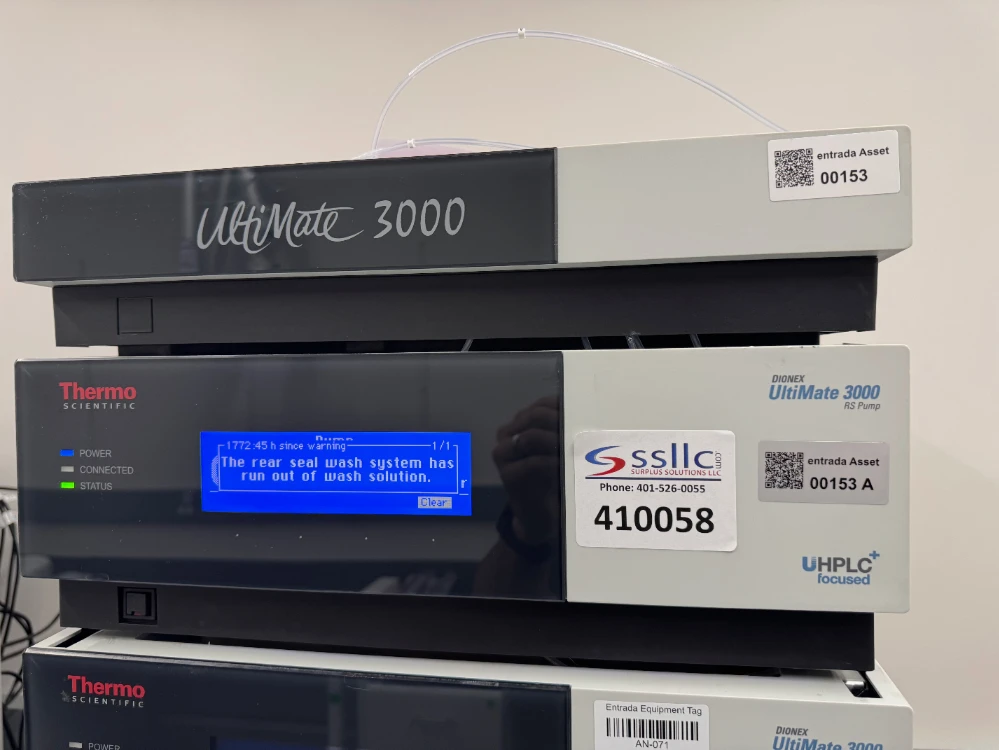 entrada Asset
00153
UltiMate 3000
Thermo
SCIENTIFIC
DIONEX
UltiMate 3000
RS Pump
POWER
CONNECTED
STATUS
Pump
1772:45 h since warning
1/1
The rear seal wash system has
run out of wash solution.
r
Clear
ssllc.com
SURPLUS SOLUTIONS LLC
Phone: 401-526-0055
410058
entrada Asset
00153 A
UHPLC+
focused
Thermo
SCIENTIFIC
POWER
Entrada Equipment Tag
AN-071
DIONEX
UltiMate 3000